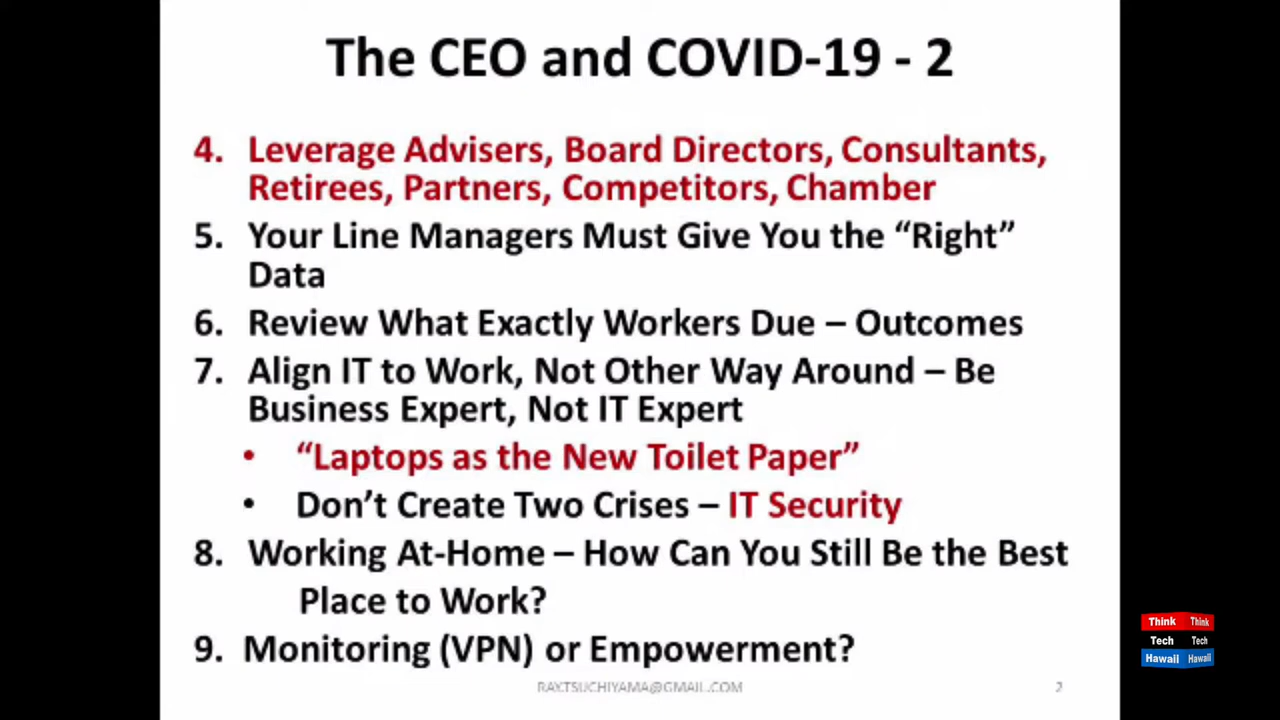 The CEO and COVID-19 - 2
4. Leverage Advisers, Board Directors, Consultants,
Retirees, Partners, Competitors, Chamber
5. Your Line Managers Must Give You the “Right”
Data
6. Review What Exactly Workers Due – Outcomes
7. Align IT to Work, Not Other Way Around – Be
Business Expert, Not IT Expert
• “Laptops as the New Toilet Paper”
• Don’t Create Two Crises – IT Security
8. Working At-Home – How Can You Still Be the Best
Place to Work?
9. Monitoring (VPN) or Empowerment?
RAXTSUCHIYAMA@GMAIL.COM
2
Think Think
Tech Tech
Hawaii Hawaii